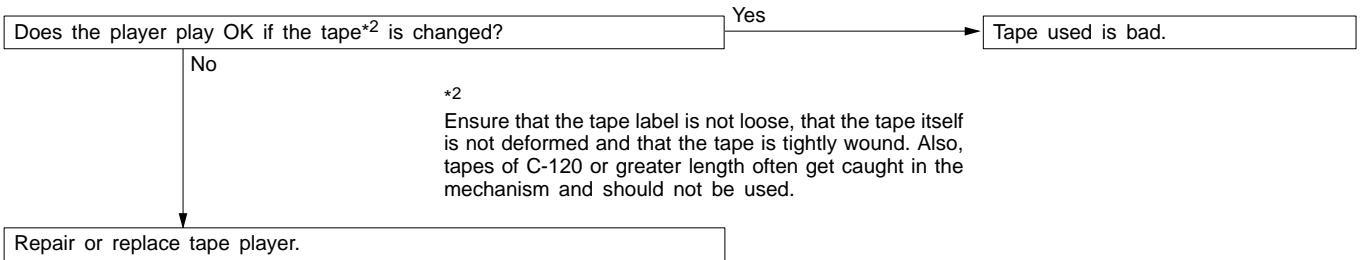 Does the player play OK if the tape*2 is changed?
Yes
Tape used is bad.
No
*2
Ensure that the tape label is not loose, that the tape itself
is not deformed and that the tape is tightly wound. Also,
tapes of C-120 or greater length often get caught in the
mechanism and should not be used.
Repair or replace tape player.